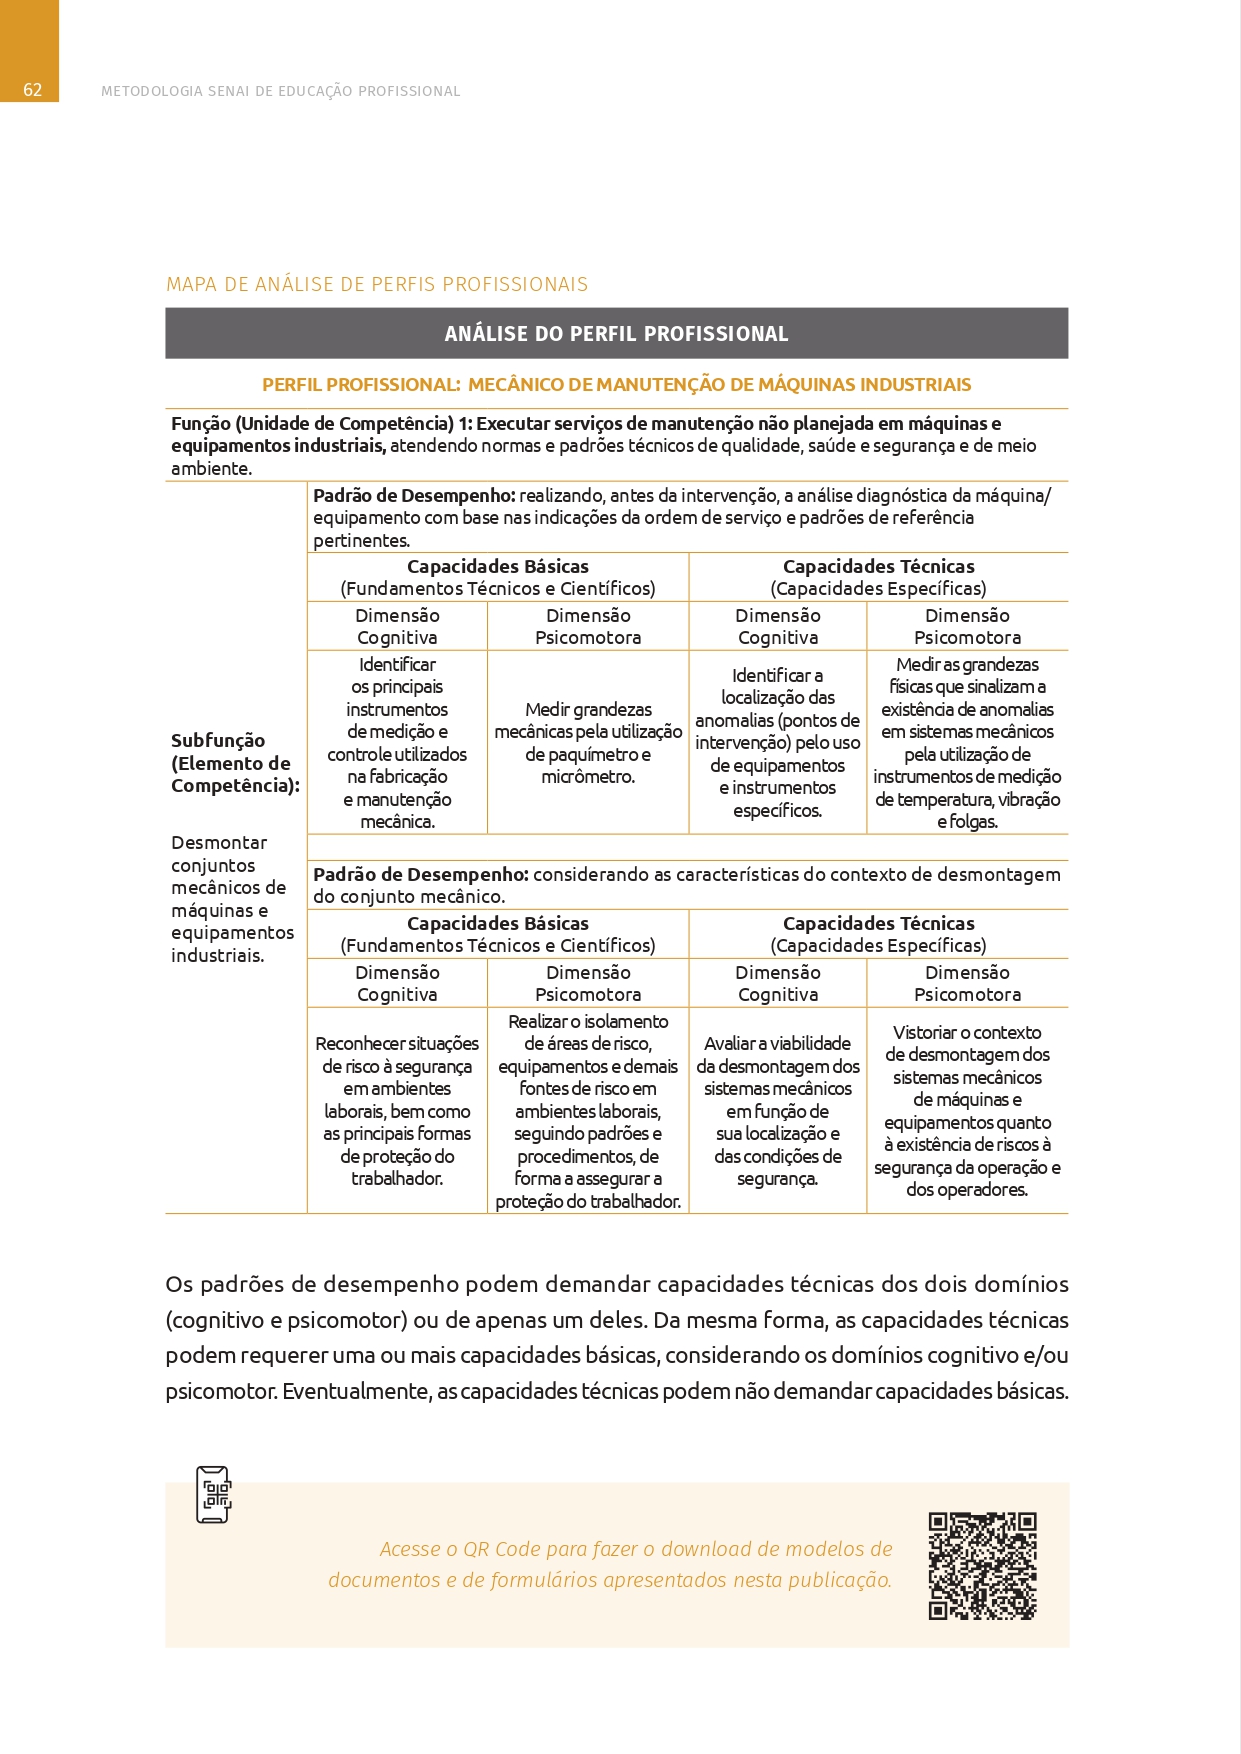 62
METODOLOGIA SENAI DE EDUCAÇÃO PROFISSIONAL
MAPA DE ANÁLISE DE PERFIS PROFISSIONAIS
ANÁLISE DO PERFIL PROFISSIONAL
PERFIL PROFISSIONAL: MECÂNICO DE MANUTENÇÃO DE MÁQUINAS INDUSTRIAIS
Função (Unidade de Competência) 1: Executar serviços de manutenção não planejada em máquinas e
equipamentos industriais, atendendo normas e padrões técnicos de qualidade, saúde e segurança e de meio
ambiente.
Subfunção
(Elemento de
Competência):
Desmontar
conjuntos
mecânicos de
máquinas e
equipamentos
industriais.
Padrão de Desempenho: realizando, antes da intervenção, a análise diagnóstica da máquina/
equipamento com base nas indicações da ordem de serviço e padrões de referência
pertinentes.
Capacidades Básicas
(Fundamentos Técnicos e Científicos)
Capacidades Técnicas
(Capacidades Específicas)
Dimensão
Cognitiva
Dimensão
Psicomotora
Dimensão
Cognitiva
Dimensão
Psicomotora
Identificar
os principais
instrumentos
de medição e
controle utilizados
na fabricação
e manutenção
mecânica.
Medir grandezas
mecânicas pela utilização
de paquímetro e
micrômetro.
Identificar a
localização das
anomalias (pontos de
intervenção) pelo uso
de equipamentos
e instrumentos
específicos.
Medir as grandezas
físicas que sinalizam a
existência de anomalias
em sistemas mecânicos
pela utilização de
instrumentos de medição
de temperatura, vibração
e folgas.
Padrão de Desempenho: considerando as características do contexto de desmontagem
do conjunto mecânico.
Capacidades Básicas
(Fundamentos Técnicos e Científicos)
Capacidades Técnicas
(Capacidades Específicas)
Dimensão
Cognitiva
Dimensão
Psicomotora
Dimensão
Cognitiva
Dimensão
Psicomotora
Reconhecer situações
de risco à segurança
em ambientes
laborais, bem como
as principais formas
de proteção do
trabalhador.
Realizar o isolamento
de áreas de risco,
equipamentos e demais
fontes de risco em
ambientes laborais,
seguindo padrões e
procedimentos, de
forma a assegurar a
proteção do trabalhador.
Avaliar a viabilidade
da desmontagem dos
sistemas mecânicos
em função de
sua localização e
das condições de
segurança.
Vistoriar o contexto
de desmontagem dos
sistemas mecânicos
de máquinas e
equipamentos quanto
à existência de riscos à
segurança da operação e
dos operadores.
Os padrões de desempenho podem demandar capacidades técnicas dos dois domínios
(cognitivo e psicomotor) ou de apenas um deles. Da mesma forma, as capacidades técnicas
podem requerer uma ou mais capacidades básicas, considerando os domínios cognitivo e/ou
psicomotor. Eventualmente, as capacidades técnicas podem não demandar capacidades básicas.
Acesse o QR Code para fazer o download de modelos de
documentos e de formulários apresentados nesta publicação.